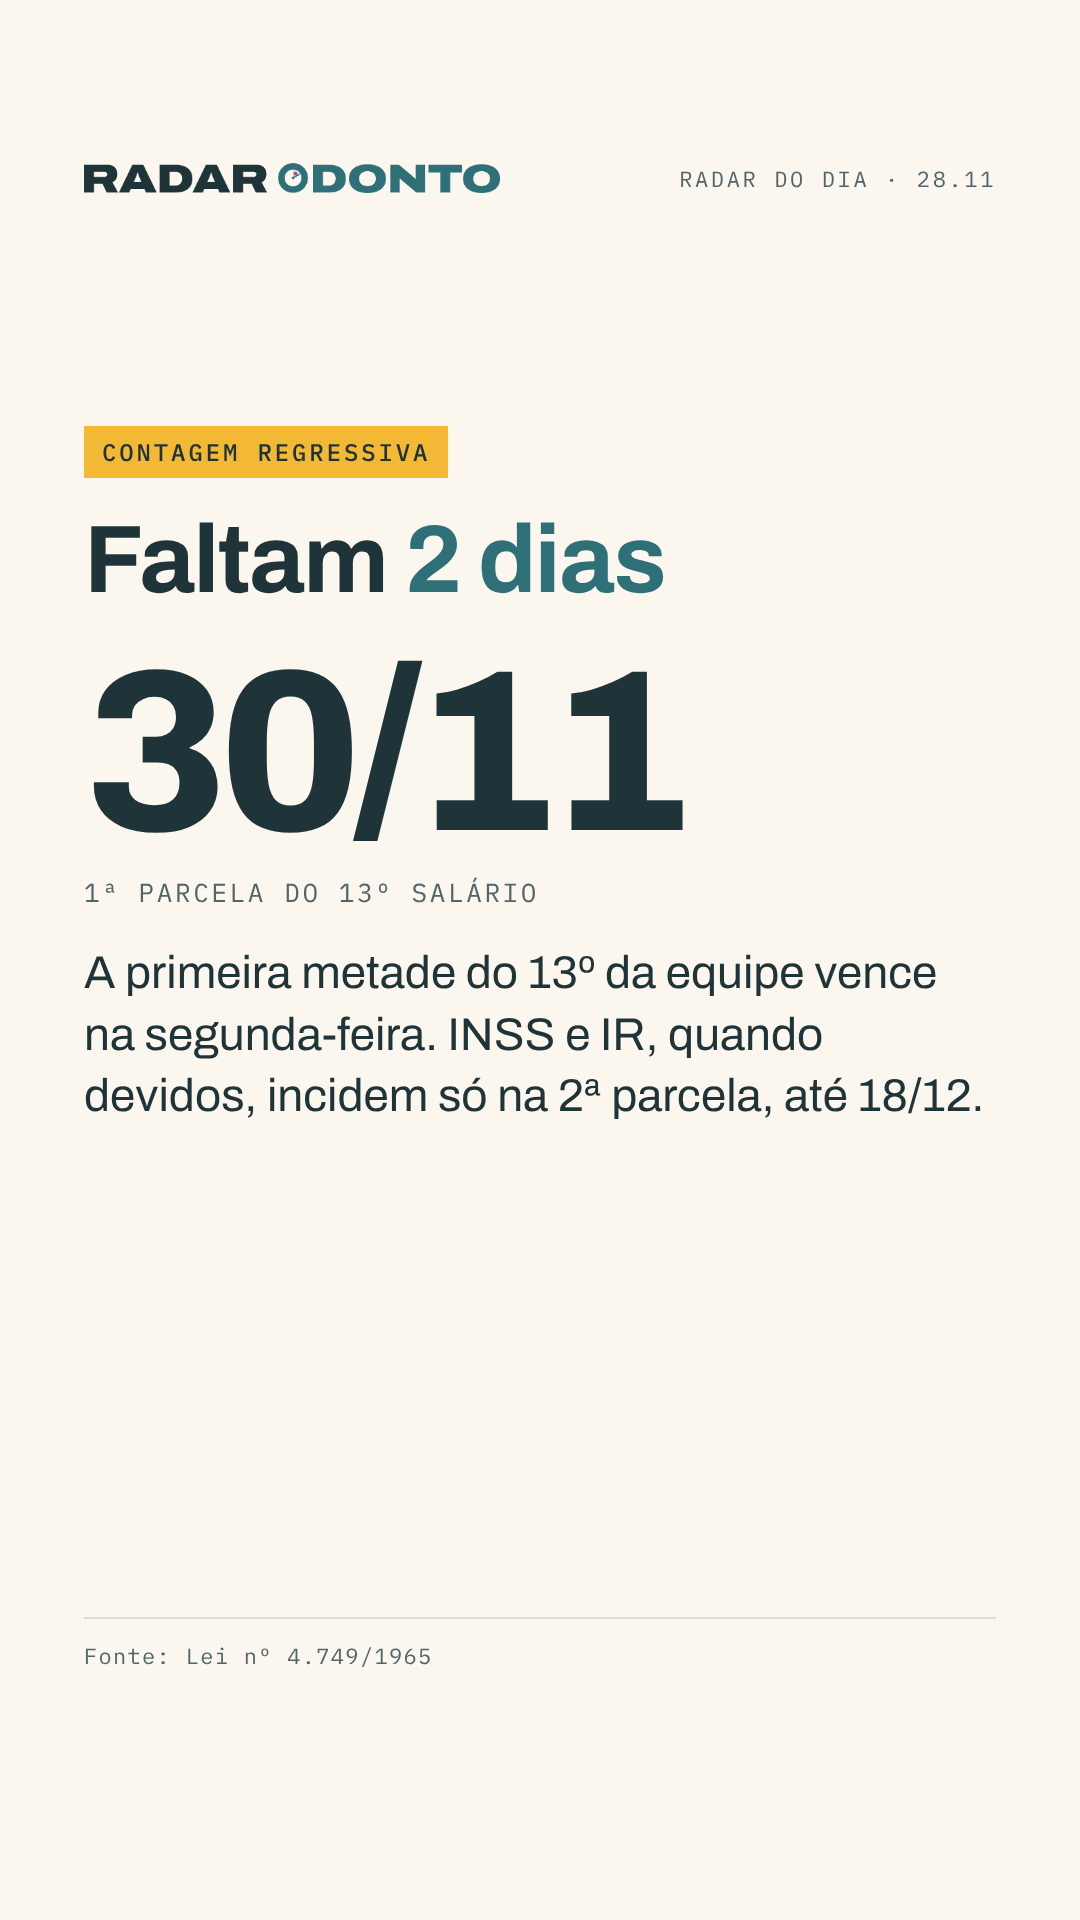 RADAR ODONTO
RADAR DO DIA · 28.11
CONTAGEM REGRESSIVA
Faltam 2 dias
30/11
1ª PARCELA DO 13º SALÁRIO
A primeira metade do 13º da equipe vence
na segunda-feira. INSS e IR, quando
devidos, incidem só na 2ª parcela, até 18/12.
Fonte: Lei nº 4.749/1965